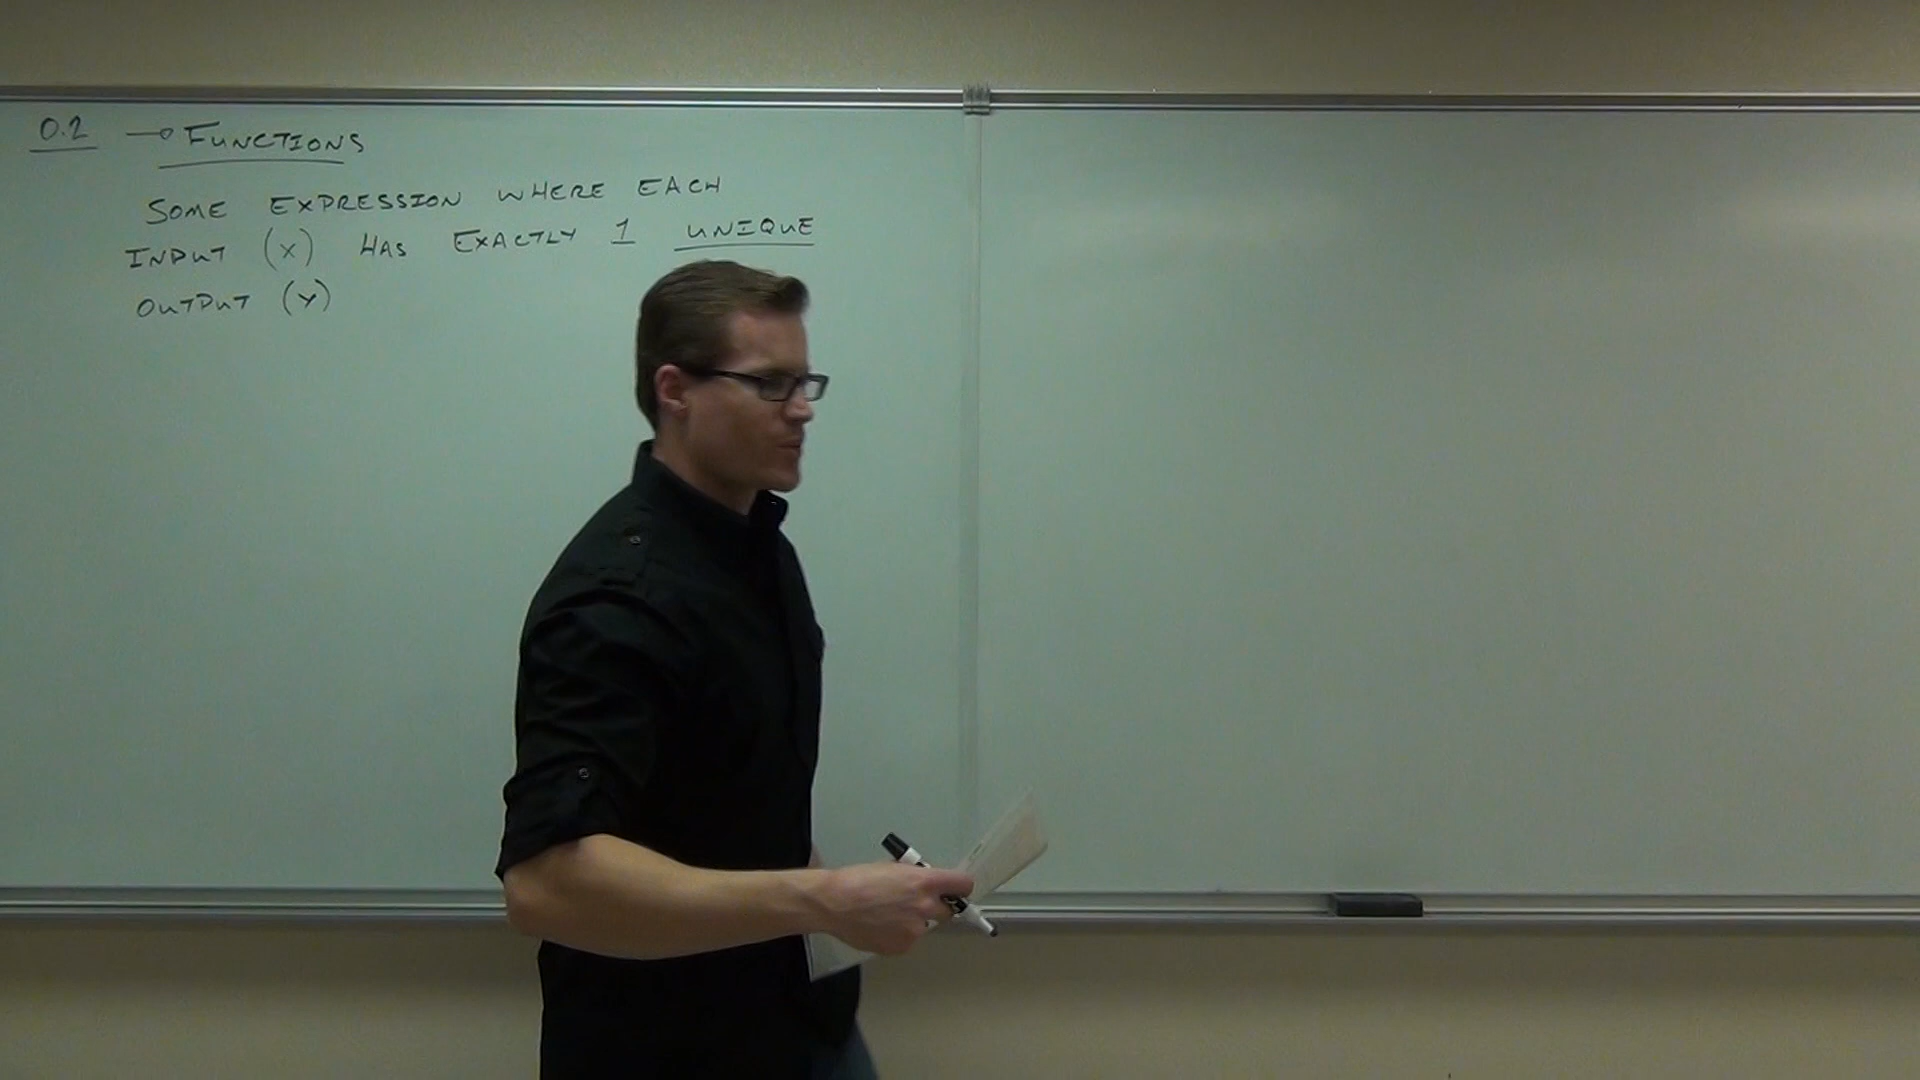 0.2 → FUNCTIONS
SOME EXPRESSION WHERE EACH
INPUT (X) HAS EXACTLY 1 UNIQUE
OUTPUT (Y)